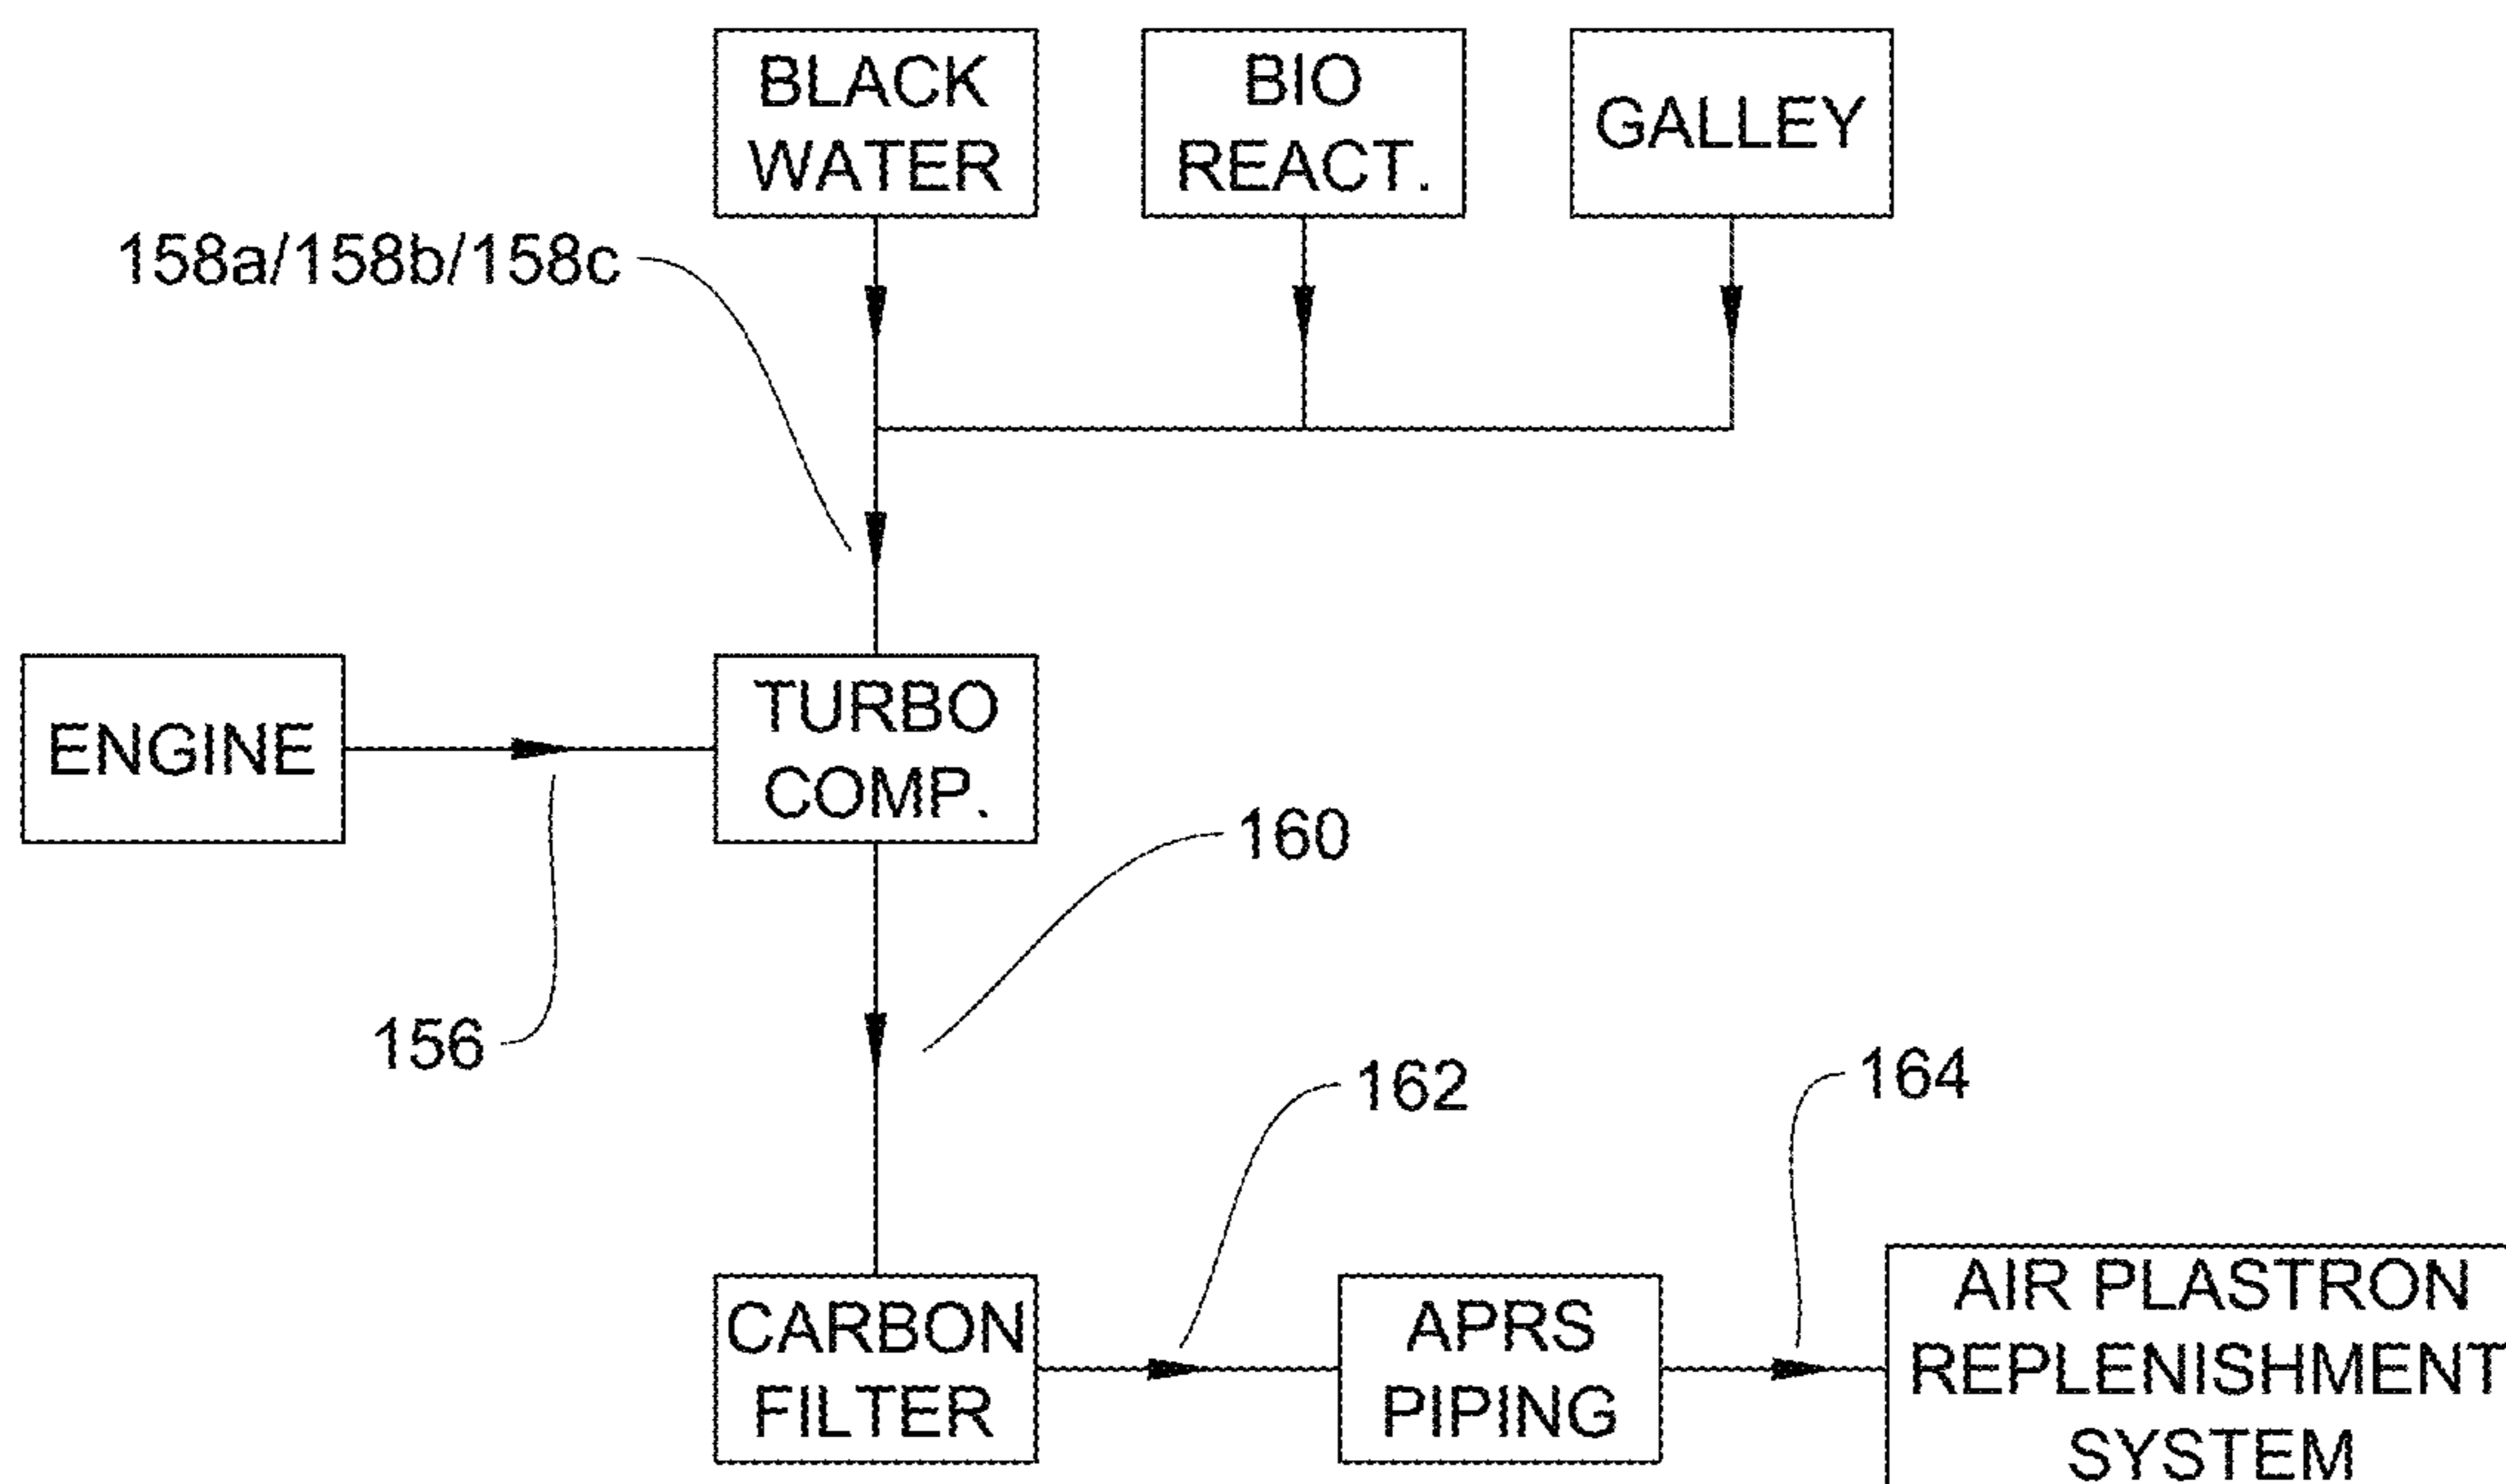 BLACK
WATER
BIO
REACT.
GALLEY
158a/158b/158c
ENGINE
TURBO
COMP.
160
156
162
164
CARBON
FILTER
APRS
PIPING
AIR PLASTRON
REPLENISHMENT
SYSTEM